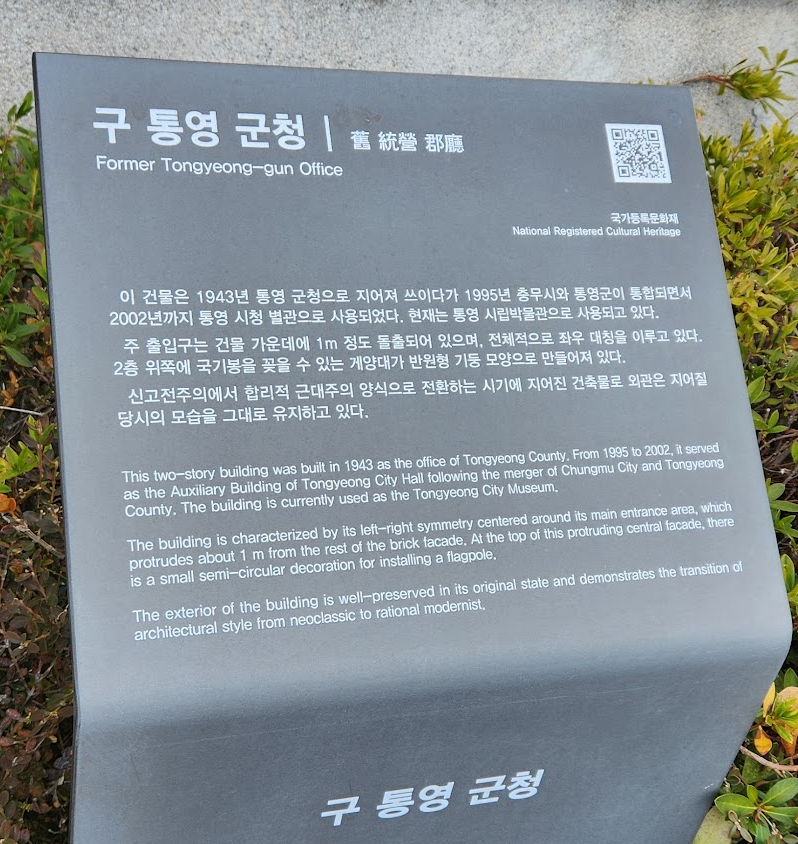 구 통영 군청 | 舊 統營 郡廳
Former Tongyeong-gun Office
국가등록문화재
National Registered Cultural Heritage
이 건물은 1943년 통영 군청으로 지어져 쓰이다가 1995년 충무시와 통영군이 통합되면서
2002년까지 통영 시청 별관으로 사용되었다. 현재는 통영 시립박물관으로 사용되고 있다.
주 출입구는 건물 가운데에 1m 정도 돌출되어 있으며, 전체적으로 좌우 대칭을 이루고 있다.
2층 위쪽에 국기봉을 꽂을 수 있는 게양대가 반원형 기둥 모양으로 만들어져 있다.
신고전주의에서 합리적 근대주의 양식으로 전환하는 시기에 지어진 건축물로 외관은 지어질
당시의 모습을 그대로 유지하고 있다.
This two-story building was built in 1943 as the office of Tongyeong County. From 1995 to 2002, it served
as the Auxiliary Building of Tongyeong City Hall following the merger of Chungmu City and Tongyeong
County. The building is currently used as the Tongyeong City Museum.
The building is characterized by its left-right symmetry centered around its main entrance area, which
protrudes about 1 m from the rest of the brick facade. At the top of this protruding central facade, there
is a small semi-circular decoration for installing a flagpole.
The exterior of the building is well-preserved in its original state and demonstrates the transition of
architectural style from neoclassic to rational modernist.
구 통영 군청